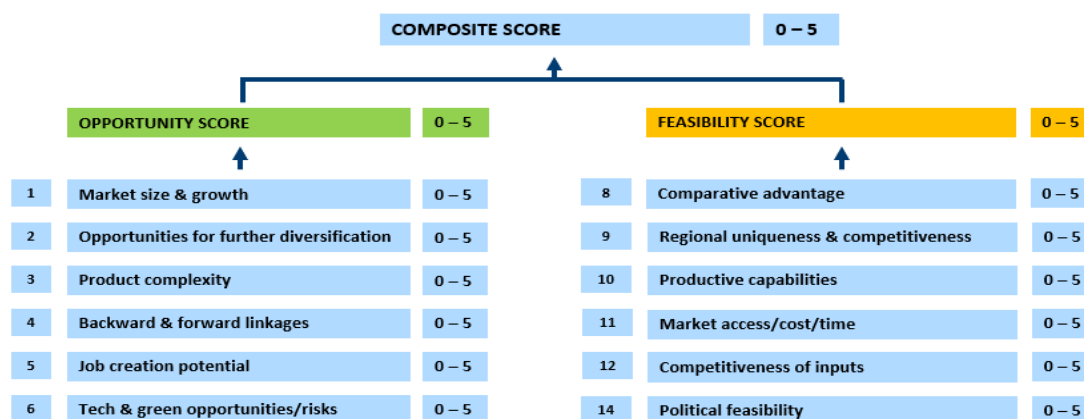 COMPOSITE SCORE 0 – 5
OPPORTUNITY SCORE 0 – 5
1 Market size & growth 0 – 5
2 Opportunities for further diversification 0 – 5
3 Product complexity 0 – 5
4 Backward & forward linkages 0 – 5
5 Job creation potential 0 – 5
6 Tech & green opportunities/risks 0 – 5
FEASIBILITY SCORE 0 – 5
8 Comparative advantage 0 – 5
9 Regional uniqueness & competitiveness 0 – 5
10 Productive capabilities 0 – 5
11 Market access/cost/time 0 – 5
12 Competitiveness of inputs 0 – 5
14 Political feasibility 0 – 5